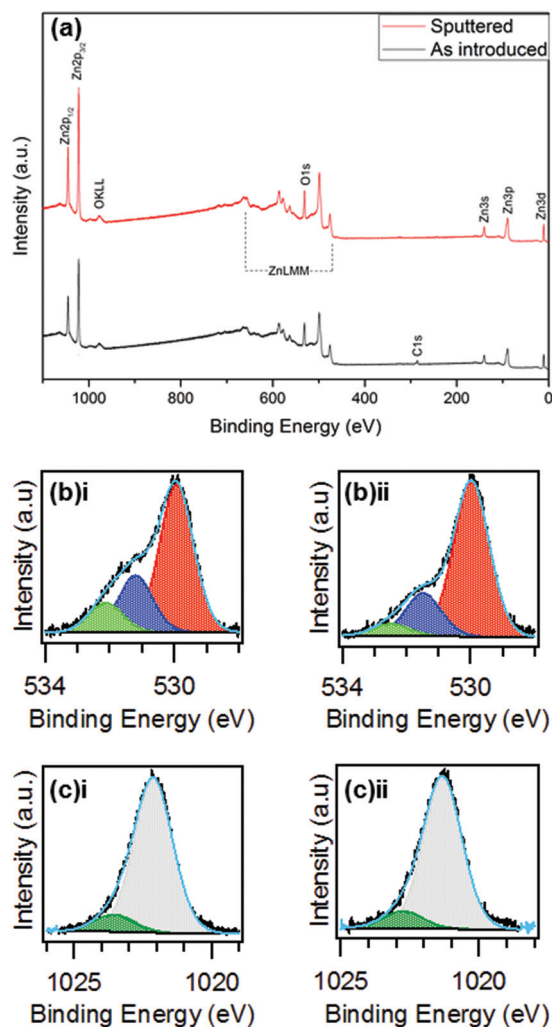 (a)
Sputtered
As introduced
Zn2p1/2
Zn2p3/2
OKLL
O1s
ZnLMM
C1s
Zn3s
Zn3p
Zn3d
Intensity (a.u.)
1000 800 600 400 200 0
Binding Energy (eV)
(b)i
Intensity (a.u)
534 530
Binding Energy (eV)
(b)ii
Intensity (a.u)
534 530
Binding Energy (eV)
(c)i
Intensity (a.u.)
1025 1020
Binding Energy (eV)
(c)ii
Intensity (a.u.)
1025 1020
Binding Energy (eV)